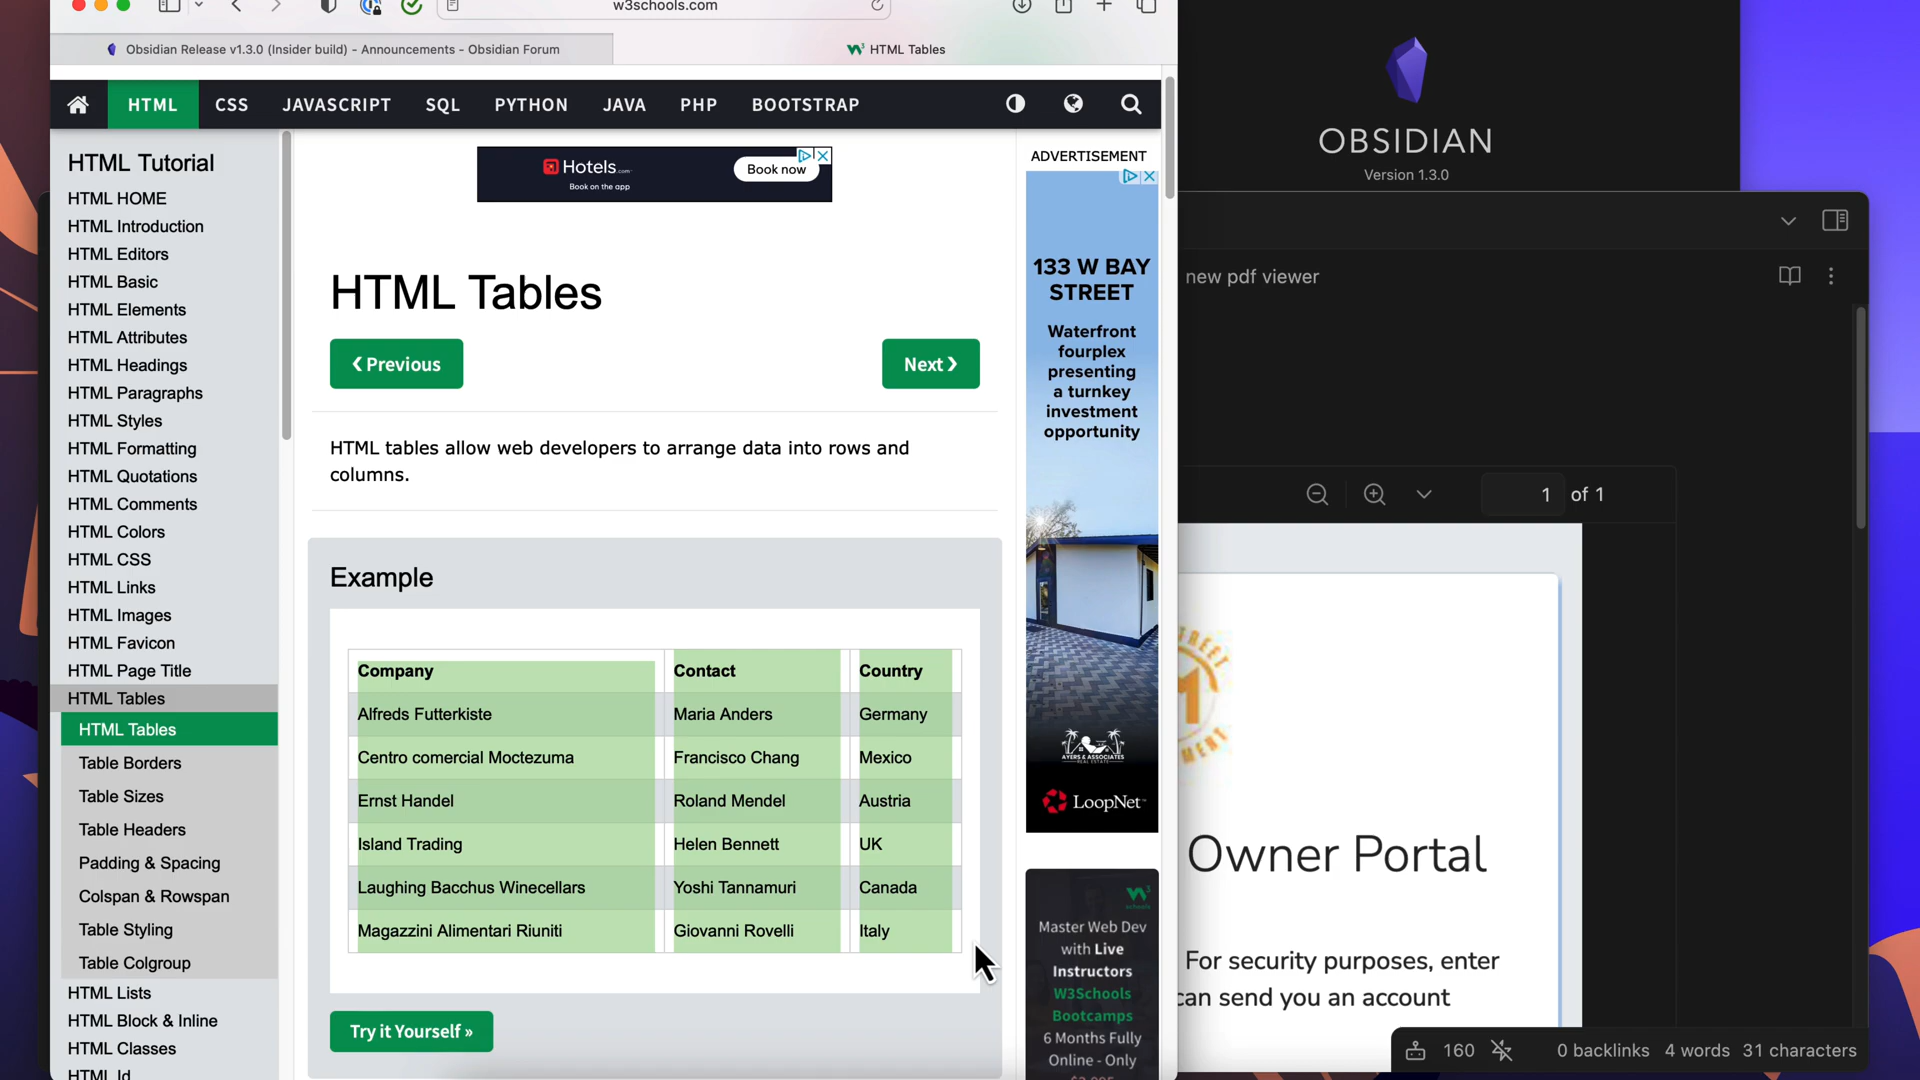 w3schools.com
Obsidian Release v1.3.0 (Insider build) - Announcements - Obsidian Forum
HTML Tables
HTML
CSS
JAVASCRIPT
SQL
PYTHON
JAVA
PHP
BOOTSTRAP
HTML Tutorial
HTML HOME
HTML Introduction
HTML Editors
HTML Basic
HTML Elements
HTML Attributes
HTML Headings
HTML Paragraphs
HTML Styles
HTML Formatting
HTML Quotations
HTML Comments
HTML Colors
HTML CSS
HTML Links
HTML Images
HTML Favicon
HTML Page Title
HTML Tables
HTML Tables
Table Borders
Table Sizes
Table Headers
Padding & Spacing
Colspan & Rowspan
Table Styling
Table Colgroup
HTML Lists
HTML Block & Inline
HTML Classes
HTML Id
Hotels.com
Book on the app
Book now
HTML Tables
❮ Previous
Next ❯
HTML tables allow web developers to arrange data into rows and
columns.
Example
Company Contact Country
Alfreds Futterkiste Maria Anders Germany
Centro comercial Moctezuma Francisco Chang Mexico
Ernst Handel Roland Mendel Austria
Island Trading Helen Bennett UK
Laughing Bacchus Winecellars Yoshi Tannamuri Canada
Magazzini Alimentari Riuniti Giovanni Rovelli Italy
Try it Yourself »
ADVERTISEMENT
133 W BAY
STREET
Waterfront
fourplex
presenting
a turnkey
investment
opportunity
AYERS & ASSOCIATES
REAL ESTATE
LoopNet
schools
Master Web Dev
with Live
Instructors
W3Schools
Bootcamps
6 Months Fully
Online - Only
OBSIDIAN
Version 1.3.0
new pdf viewer
1 of 1
Owner Portal
For security purposes, enter
can send you an account
160
0 backlinks
4 words
31 characters